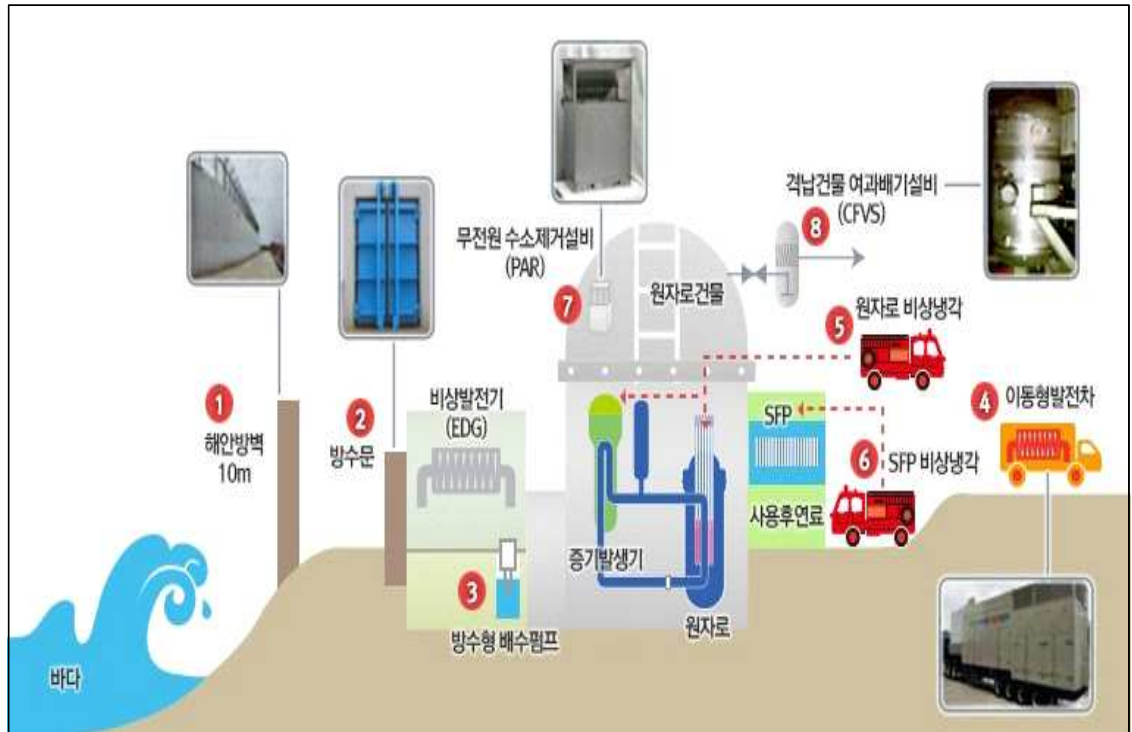 1
해안방벽
10m
2
방수문
비상발전기
(EDG)
3
방수형 배수펌프
무전원 수소제거설비
(PAR)
7
원자로건물
격납건물 여과배기설비
(CFVS)
8
5
원자로 비상냉각
4
이동형발전차
SFP
6
SFP 비상냉각
사용후연료
증기발생기
원자로
바다